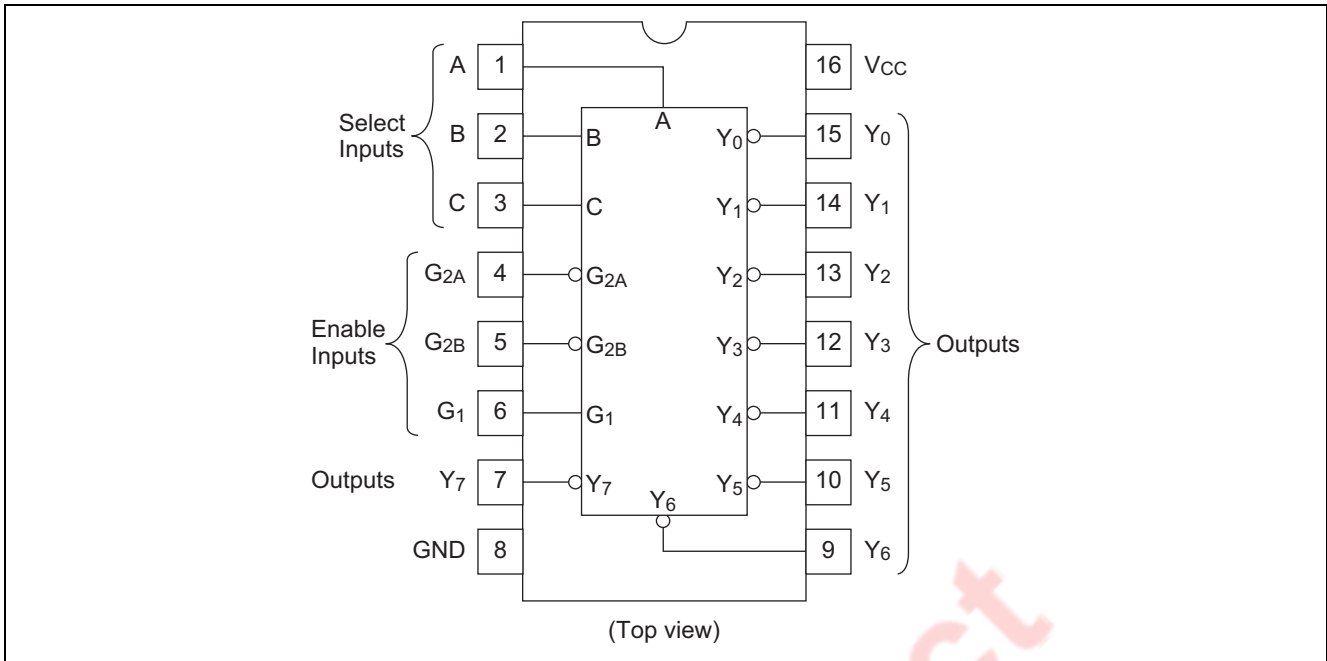 A 1 16 VCC
Select
Inputs
B 2 B A Y0 15 Y0
C 3 C Y1 14 Y1
G2A 4 G2A Y2 13 Y2
Enable
Inputs
G2B 5 G2B Y3 12 Y3 Outputs
G1 6 G1 Y4 11 Y4
Outputs Y7 7 Y7 Y5 10 Y5
Y6
GND 8 9 Y6
(Top view)